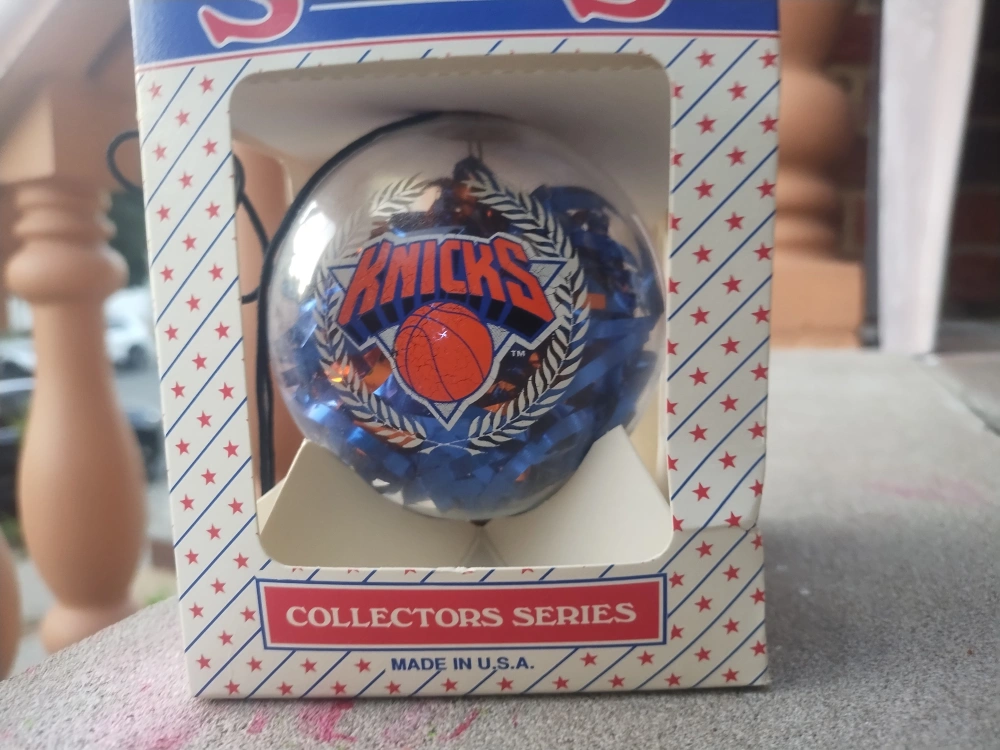 KNICKS
TM
COLLECTORS SERIES
MADE IN U.S.A.